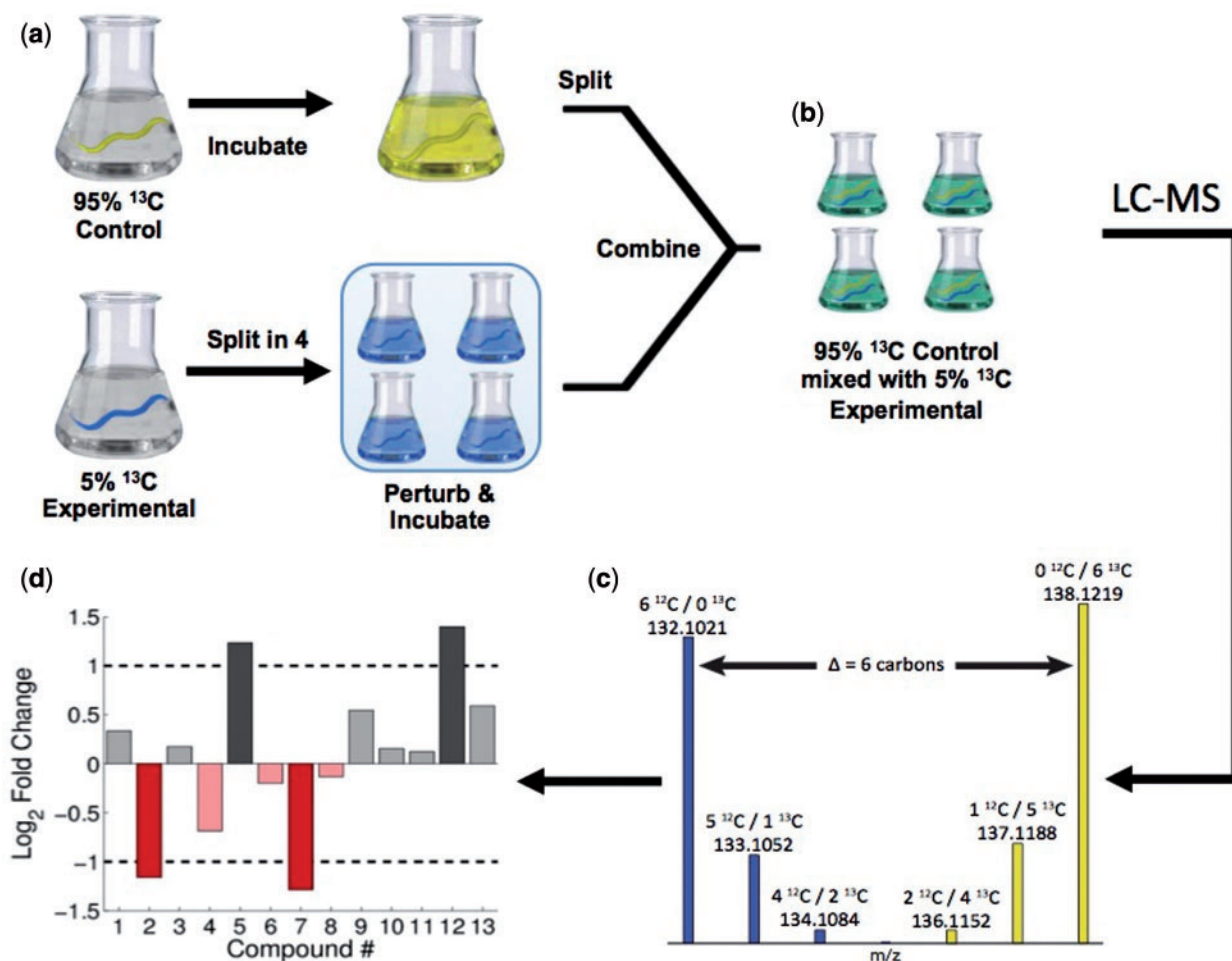 (a)
Incubate
95% ¹³C
Control
Split
Combine
Split in 4
5% ¹³C
Experimental
Perturb &
Incubate
(b)
95% ¹³C Control
mixed with 5% ¹³C
Experimental
LC-MS
(c)
6 ¹²C / 0 ¹³C
132.1021
0 ¹²C / 6 ¹³C
138.1219
Δ = 6 carbons
5 ¹²C / 1 ¹³C
133.1052
1 ¹²C / 5 ¹³C
137.1188
4 ¹²C / 2 ¹³C
134.1084
2 ¹²C / 4 ¹³C
136.1152
m/z
(d)
Log₂ Fold Change
1.5
1
0.5
0
−0.5
−1
−1.5
1 2 3 4 5 6 7 8 9 10 11 12 13
Compound #